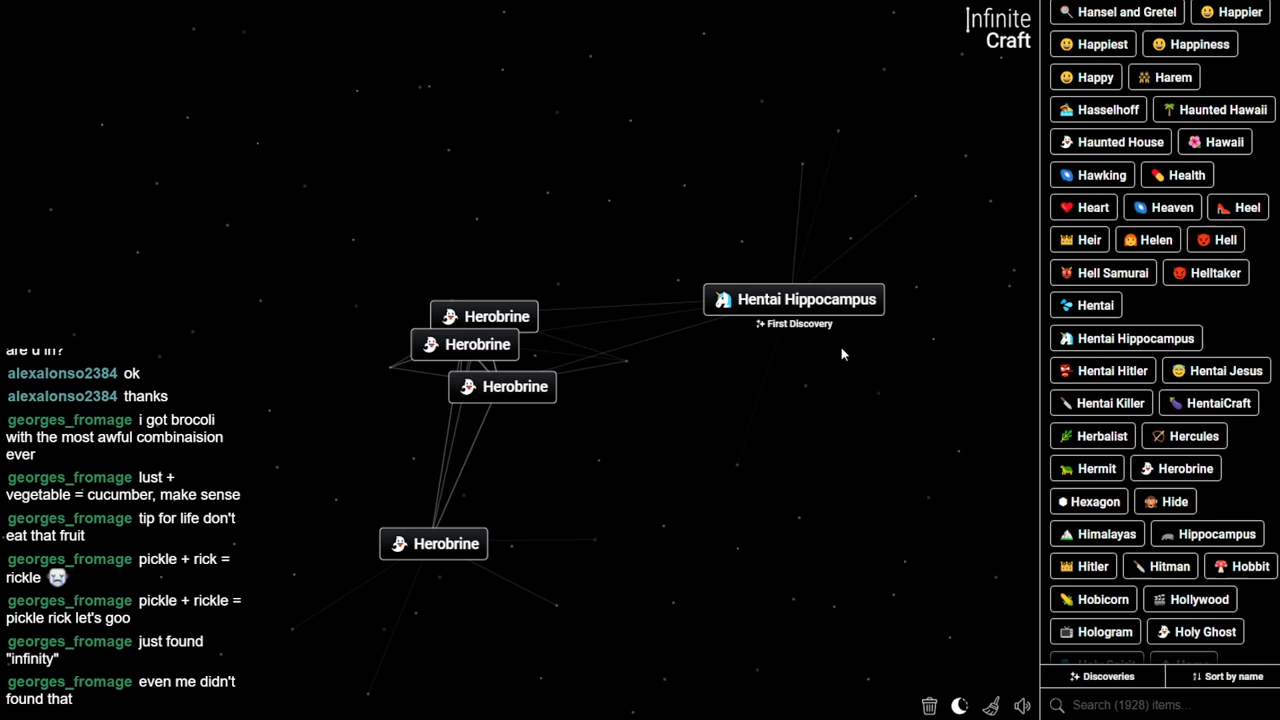 Infinite
Craft
Hansel and Gretel
Happier
Happiest
Happiness
Happy
Harem
Hasselhoff
Haunted Hawaii
Haunted House
Hawaii
Hawking
Health
Heart
Heaven
Heel
Heir
Helen
Hell
Hell Samurai
Helltaker
Hentai
Hentai Hippocampus
Hentai Hitler
Hentai Jesus
Hentai Killer
HentaiCraft
Herbalist
Hercules
Hermit
Herobrine
Hexagon
Hide
Himalayas
Hippocampus
Hitler
Hitman
Hobbit
Hobicorn
Hollywood
Hologram
Holy Ghost
Holy Spirit
Discoveries
Sort by name
Search (1928) items...
Hentai Hippocampus
First Discovery
Herobrine
Herobrine
Herobrine
Herobrine
are u in?
alexalonso2384 ok
alexalonso2384 thanks
georges_fromage i got brocoli
with the most awful combinaision
ever
georges_fromage lust +
vegetable = cucumber, make sense
georges_fromage tip for life don't
eat that fruit
georges_fromage pickle + rick =
rickle
georges_fromage pickle + rickle =
pickle rick let's goo
georges_fromage just found
"infinity"
georges_fromage even me didn't
found that